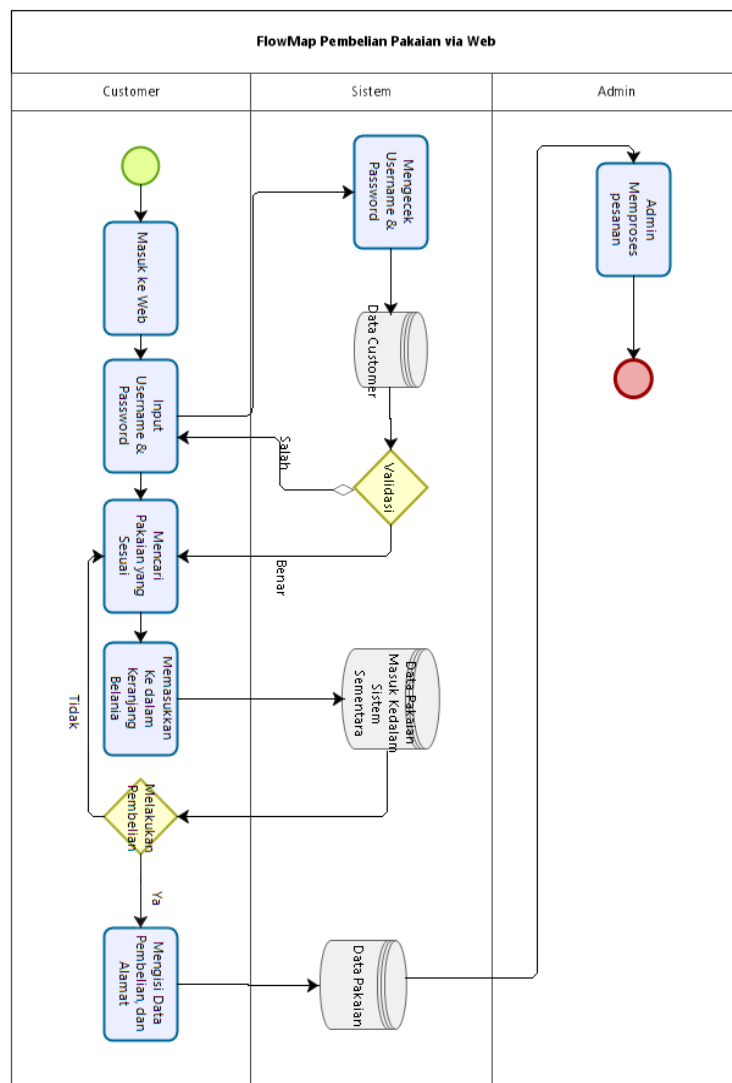 FlowMap Pembelian Pakaian via Web
Customer
Sistem
Admin
Masuk ke Web
Input
Username &
Password
Mencari
Pakaian yang
Sesuai
Memasukkan
Ke dalam
Keranjang
Belania
Melakukan
Pembelian
Tidak
Ya
Mengisi Data
Pembelian, dan
Alamat
Mengecek
Username &
Password
Data Customer
Validasi
Salah
Benar
Data Pakaian
Masuk Kedalam
Sistem
Sementara
Data Pakaian
Admin
Memproses
pesanan